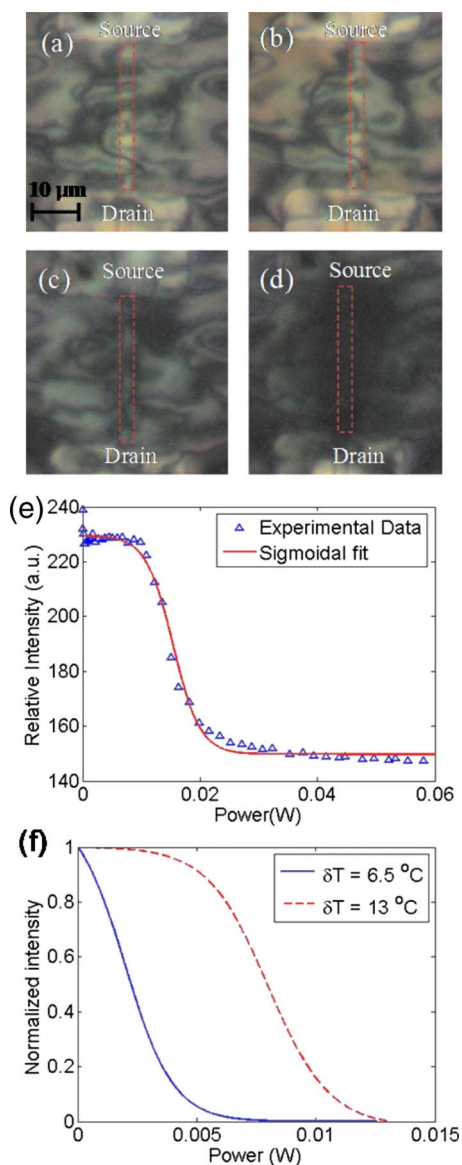 (a) Source
(b) Source
10 μm
Drain
Drain
(c) Source
(d) Source
Drain
Drain
(e)
240
220
200
180
160
140
Relative Intensity (a.u.)
Experimental Data
Sigmoidal fit
0 0.02 0.04 0.06
Power(W)
(f)
1
0.8
0.6
0.4
0.2
0
Normalized intensity
δT = 6.5 °C
δT = 13 °C
0 0.005 0.01 0.015
Power (W)